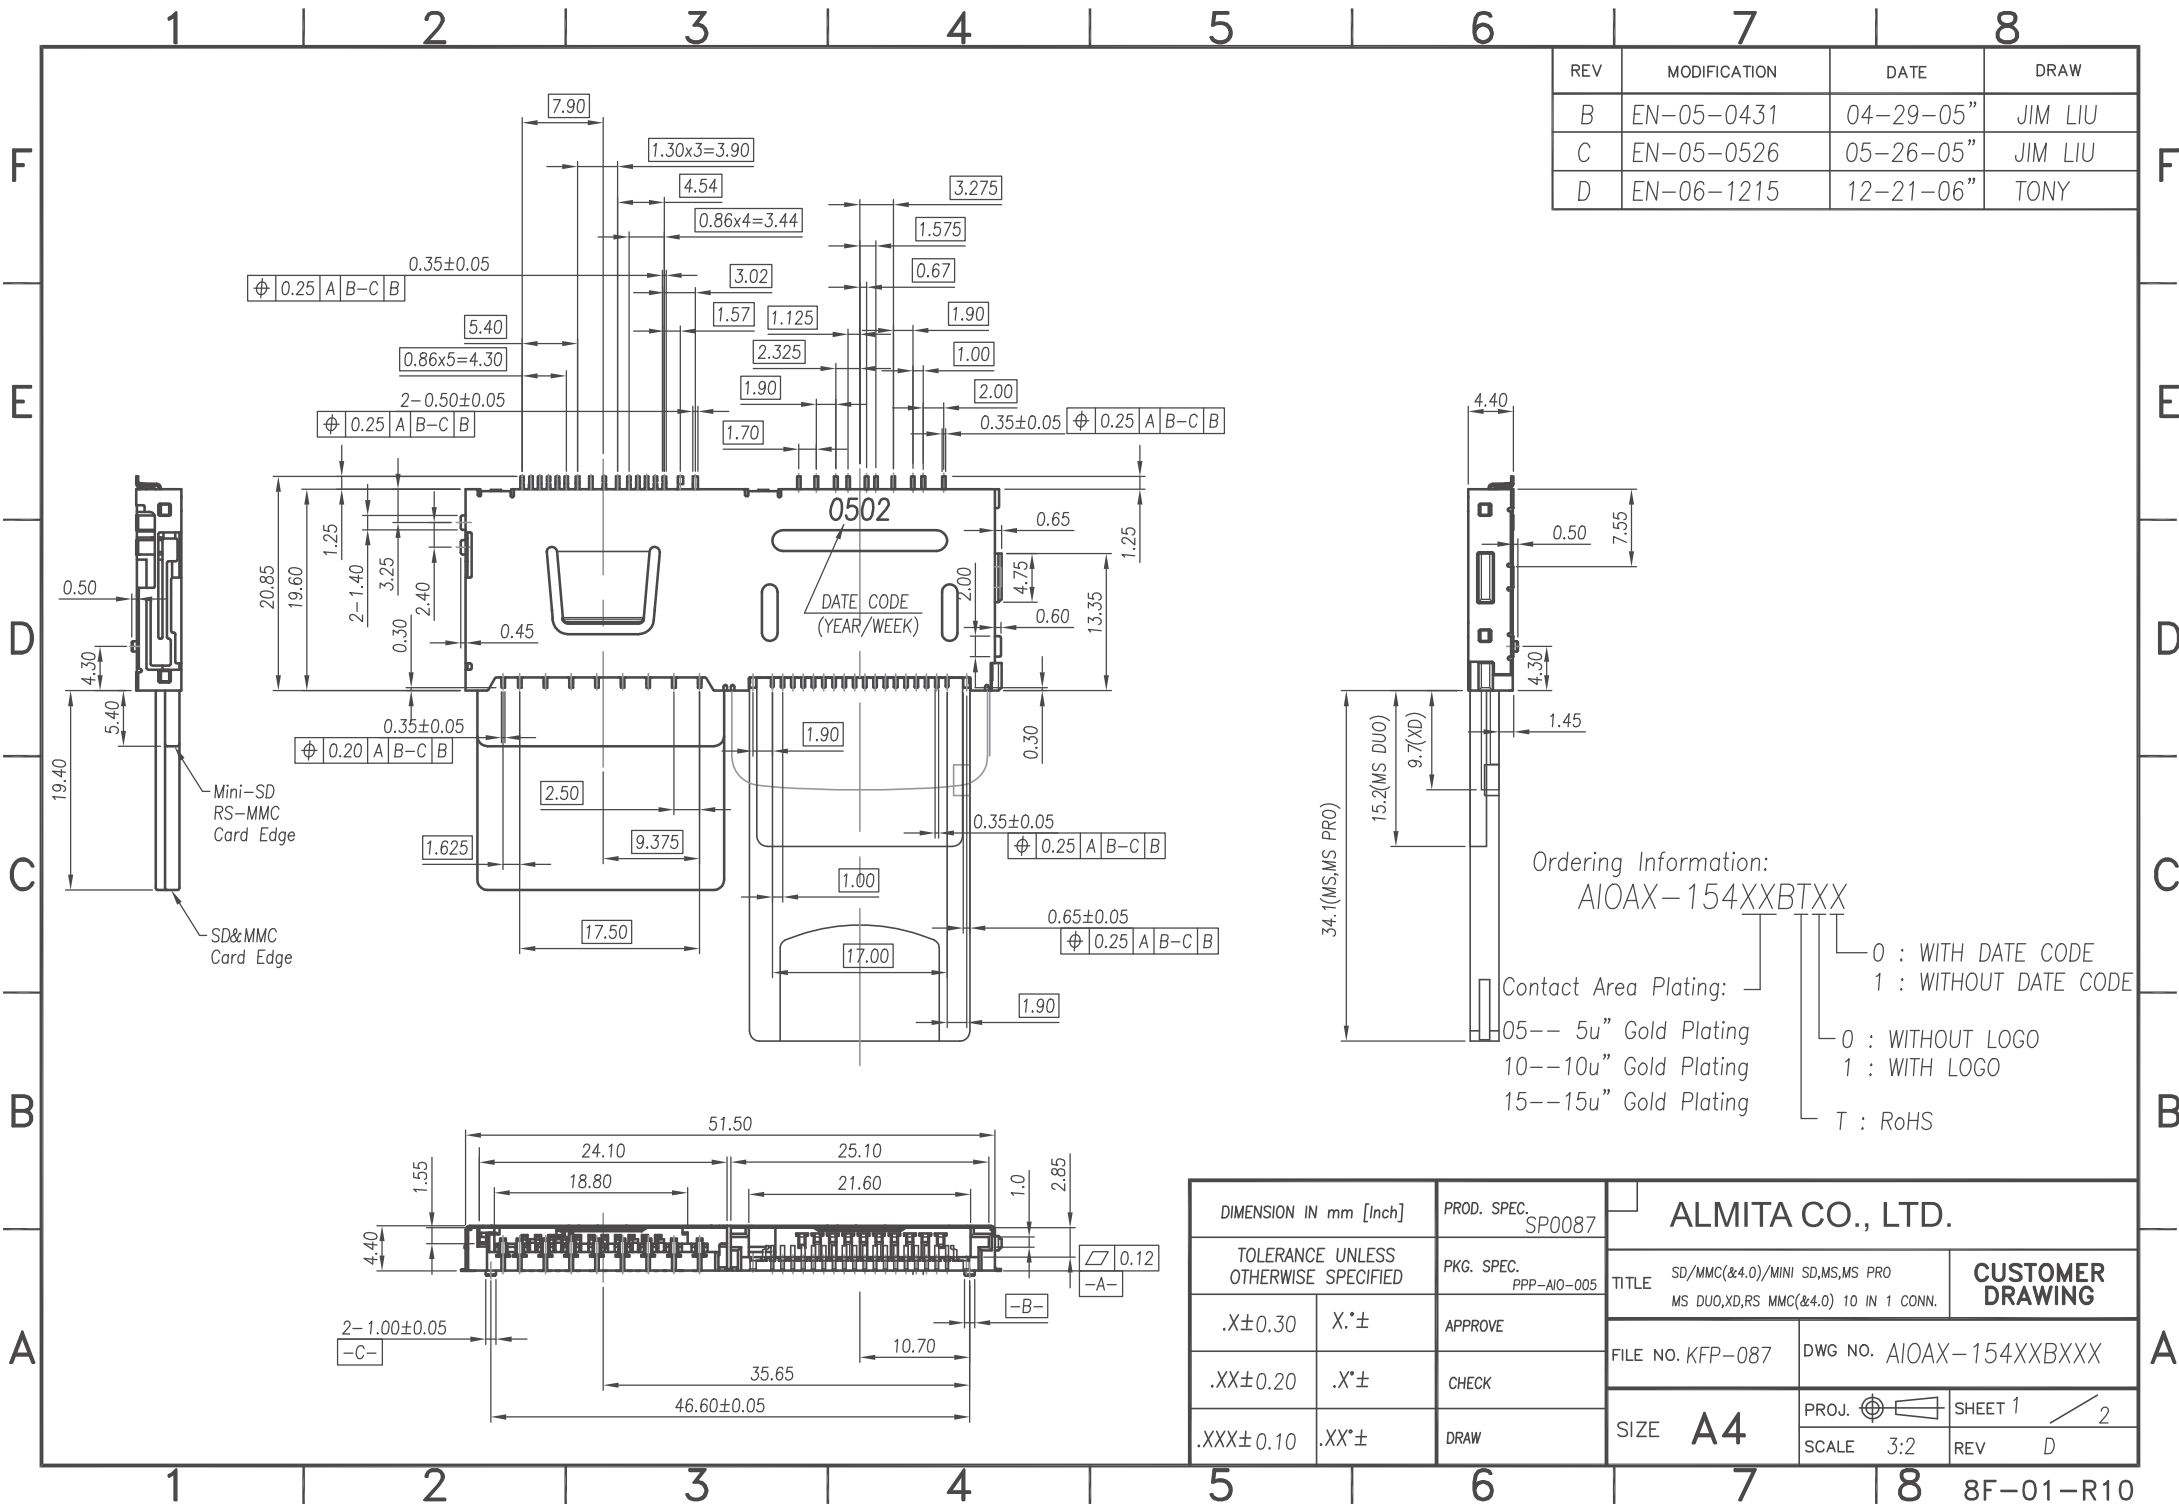 1 2 3 4 5 6 7 8
REV MODIFICATION DATE DRAW
B EN-05-0431 04-29-05" JIM LIU
C EN-05-0526 05-26-05" JIM LIU
D EN-06-1215 12-21-06" TONY
F F
E E
D D
C C
B B
A A
7.90
1.30x3=3.90
4.54
0.86x4=3.44
3.275
1.575
0.67
0.35±0.05
⌖ 0.25 A B-C B
3.02
1.57
1.125
1.90
5.40
2.325
1.00
0.86x5=4.30
1.90
2.00
2-0.50±0.05
⌖ 0.25 A B-C B
1.70
0.35±0.05 ⌖ 0.25 A B-C B
0502
DATE CODE
(YEAR/WEEK)
20.85
19.60
1.25
2-1.40
3.25
2.40
0.30
0.45
0.65
1.25
2.00
4.75
0.60
13.35
0.30
0.50
4.30
5.40
19.40
Mini-SD
RS-MMC
Card Edge
SD&MMC
Card Edge
0.35±0.05
⌖ 0.20 A B-C B
1.90
2.50
1.625
9.375
17.50
0.35±0.05
⌖ 0.25 A B-C B
1.00
0.65±0.05
⌖ 0.25 A B-C B
17.00
1.90
4.40
7.55
0.50
4.30
1.45
9.7(XD)
15.2(MS DUO)
34.1(MS,MS PRO)
Ordering Information:
AIOAX-154XXBTXX
0 : WITH DATE CODE
1 : WITHOUT DATE CODE
Contact Area Plating:
05-- 5u" Gold Plating
10--10u" Gold Plating
15--15u" Gold Plating
0 : WITHOUT LOGO
1 : WITH LOGO
T : RoHS
51.50
24.10
25.10
18.80
21.60
1.55
4.40
1.0
2.85
⏥ 0.12
-A-
-B-
2-1.00±0.05
-C-
10.70
35.65
46.60±0.05
DIMENSION IN mm [Inch]
TOLERANCE UNLESS
OTHERWISE SPECIFIED
.X±0.30 X.°±
.XX±0.20 .X°±
.XXX±0.10 .XX°±
PROD. SPEC.
SP0087
PKG. SPEC.
PPP-AIO-005
APPROVE
CHECK
DRAW
ALMITA CO., LTD.
TITLE SD/MMC(&4.0)/MINI SD,MS,MS PRO
MS DUO,XD,RS MMC(&4.0) 10 IN 1 CONN.
CUSTOMER
DRAWING
FILE NO. KFP-087 DWG NO. AIOAX-154XXBXXX
SIZE A4
PROJ. SHEET 1 / 2
SCALE 3:2 REV D
1 2 3 4 5 6 7 8
8F-01-R10